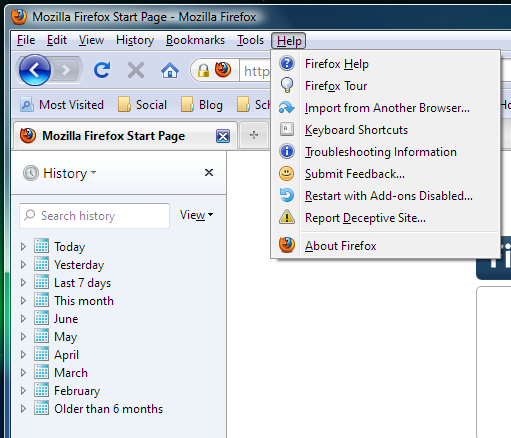 Mozilla Firefox Start Page - Mozilla Firefox
File Edit View History Bookmarks Tools Help
http
Most Visited Social Blog
Mozilla Firefox Start Page
Firefox Help
Firefox Tour
Import from Another Browser...
Keyboard Shortcuts
Troubleshooting Information
Submit Feedback...
Restart with Add-ons Disabled...
Report Deceptive Site...
About Firefox
History
Search history
View
Today
Yesterday
Last 7 days
This month
June
May
April
March
February
Older than 6 months